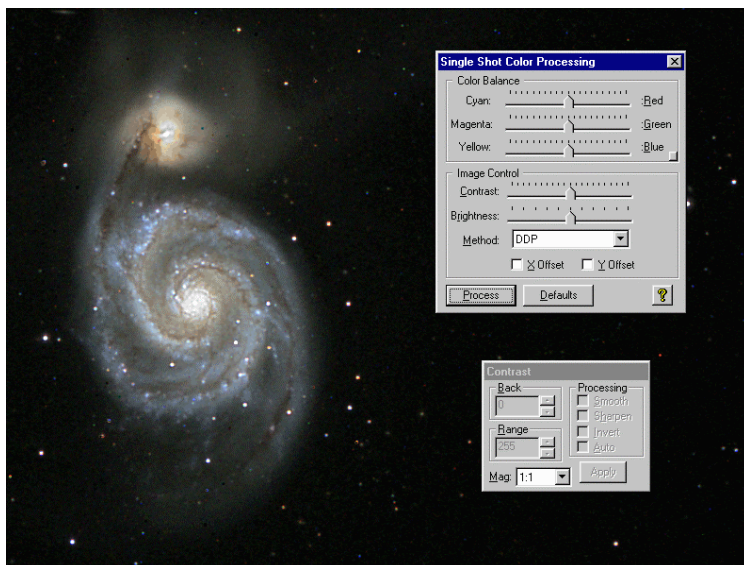 Single Shot Color Processing
Color Balance
Cyan: :Red
Magenta: :Green
Yellow: :Blue
Image Control
Contrast:
Brightness:
Method: DDP
X Offset Y Offset
Process Defaults ?
Contrast
Back Processing
0 Smooth
Sharpen
Range Invert
255 Auto
Mag: 1:1 Apply